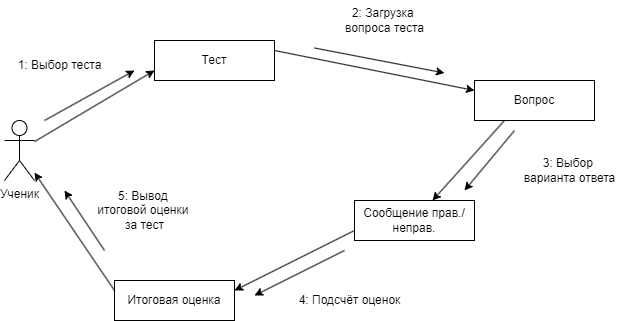 2: Загрузка
вопроса теста
1: Выбор теста
Тест
Вопрос
3: Выбор
варианта ответа
Ученик
5: Вывод
итоговой оценки
за тест
Сообщение прав./
неправ.
Итоговая оценка
4: Подсчёт оценок